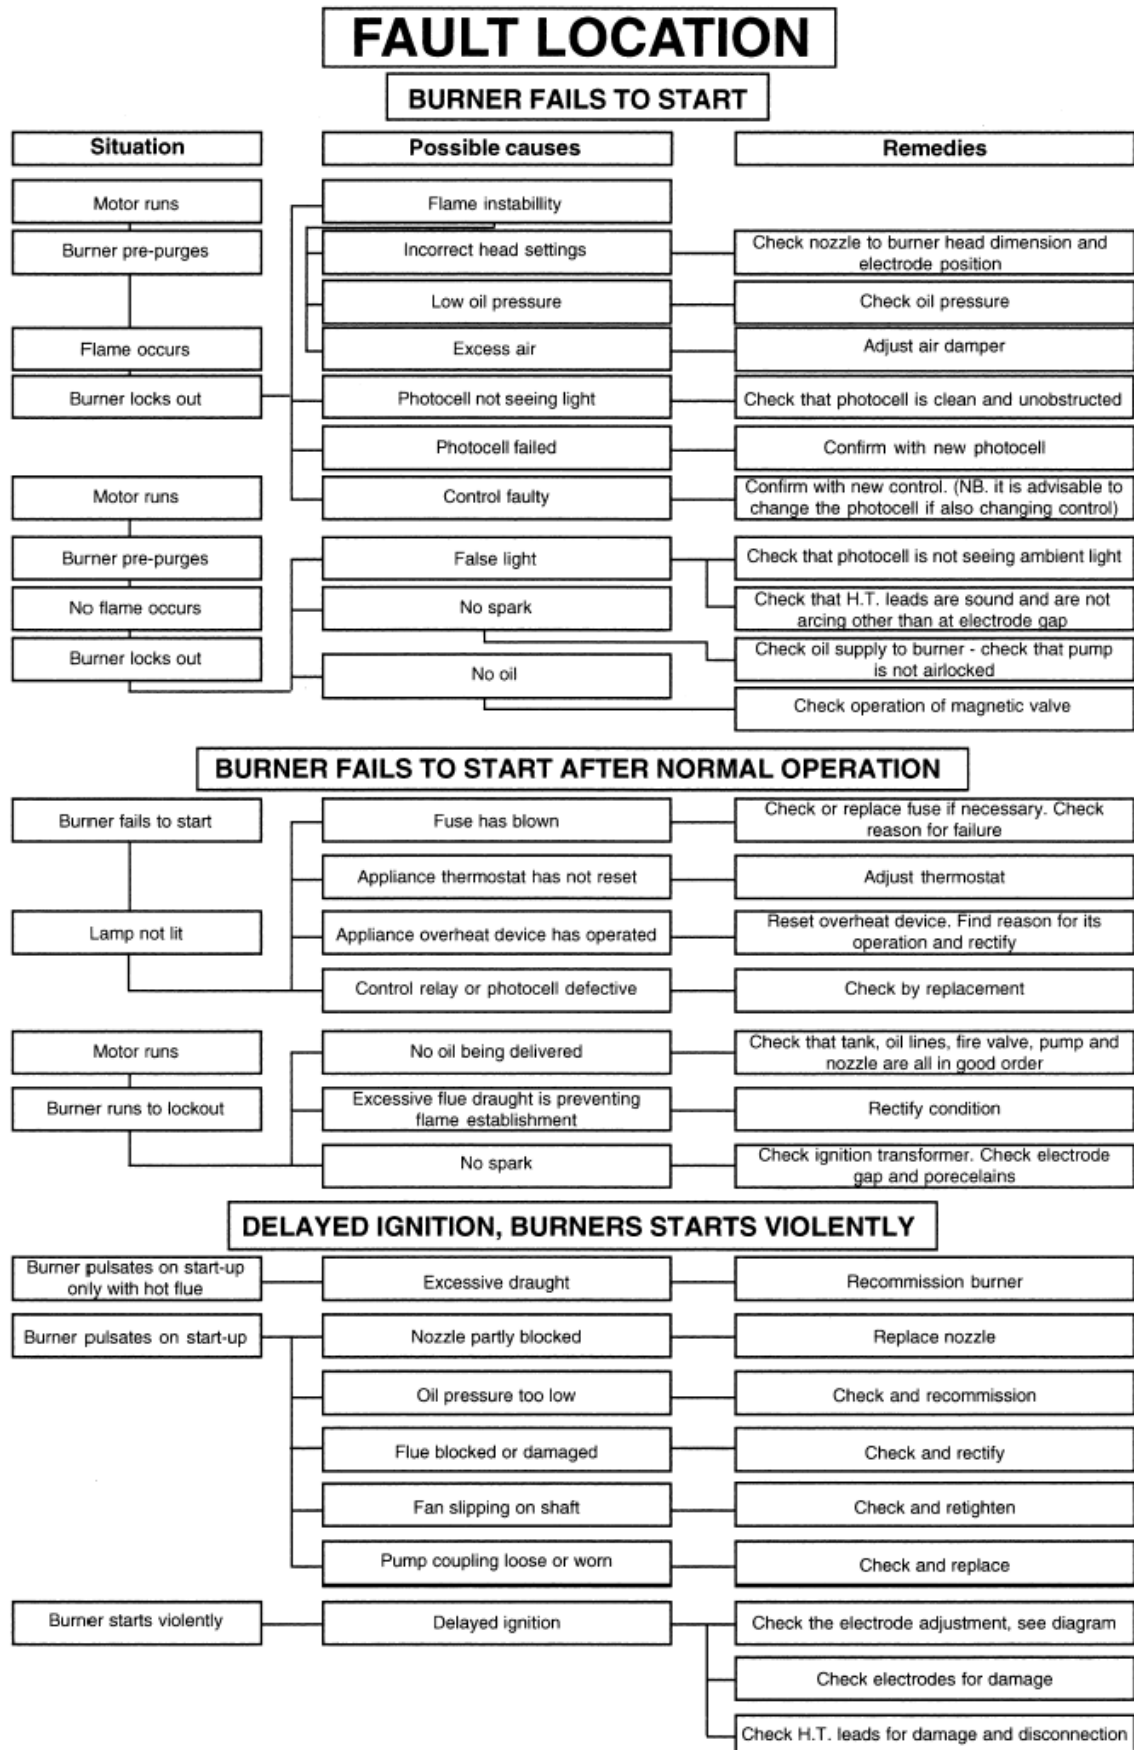 FAULT LOCATION
BURNER FAILS TO START
Situation
Possible causes
Remedies
Motor runs
Flame instabillity
Burner pre-purges
Incorrect head settings
Check nozzle to burner head dimension and
electrode position
Low oil pressure
Check oil pressure
Flame occurs
Excess air
Adjust air damper
Burner locks out
Photocell not seeing light
Check that photocell is clean and unobstructed
Photocell failed
Confirm with new photocell
Motor runs
Control faulty
Confirm with new control. (NB. it is advisable to
change the photocell if also changing control)
Burner pre-purges
False light
Check that photocell is not seeing ambient light
No flame occurs
No spark
Check that H.T. leads are sound and are not
arcing other than at electrode gap
Burner locks out
No oil
Check oil supply to burner - check that pump
is not airlocked
Check operation of magnetic valve
BURNER FAILS TO START AFTER NORMAL OPERATION
Burner fails to start
Fuse has blown
Check or replace fuse if necessary. Check
reason for failure
Appliance thermostat has not reset
Adjust thermostat
Lamp not lit
Appliance overheat device has operated
Reset overheat device. Find reason for its
operation and rectify
Control relay or photocell defective
Check by replacement
Motor runs
No oil being delivered
Check that tank, oil lines, fire valve, pump and
nozzle are all in good order
Burner runs to lockout
Excessive flue draught is preventing
flame establishment
Rectify condition
No spark
Check ignition transformer. Check electrode
gap and porecelains
DELAYED IGNITION, BURNERS STARTS VIOLENTLY
Burner pulsates on start-up
only with hot flue
Excessive draught
Recommission burner
Burner pulsates on start-up
Nozzle partly blocked
Replace nozzle
Oil pressure too low
Check and recommission
Flue blocked or damaged
Check and rectify
Fan slipping on shaft
Check and retighten
Pump coupling loose or worn
Check and replace
Burner starts violently
Delayed ignition
Check the electrode adjustment, see diagram
Check electrodes for damage
Check H.T. leads for damage and disconnection